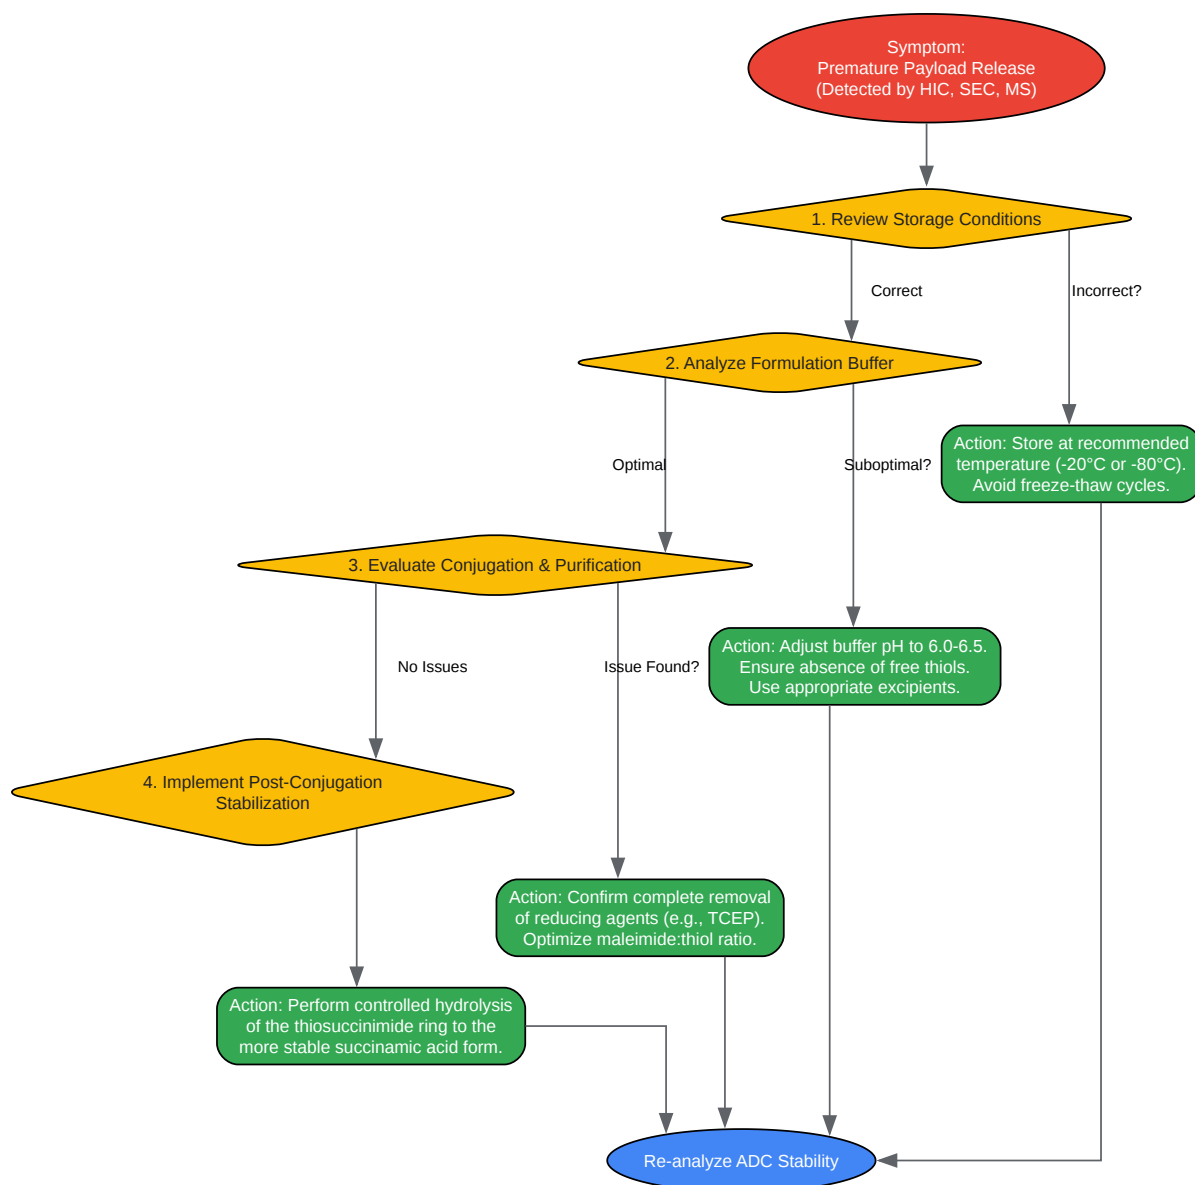 Symptom:
Premature Payload Release
(Detected by HIC, SEC, MS)
1. Review Storage Conditions
Correct
Incorrect?
2. Analyze Formulation Buffer
Action: Store at recommended
temperature (-20°C or -80°C).
Avoid freeze-thaw cycles.
Optimal
Suboptimal?
3. Evaluate Conjugation & Purification
Action: Adjust buffer pH to 6.0-6.5.
Ensure absence of free thiols.
Use appropriate excipients.
No Issues
Issue Found?
4. Implement Post-Conjugation
Stabilization
Action: Confirm complete removal
of reducing agents (e.g., TCEP).
Optimize maleimide:thiol ratio.
Action: Perform controlled hydrolysis
of the thiosuccinimide ring to the
more stable succinamic acid form.
Re-analyze ADC Stability